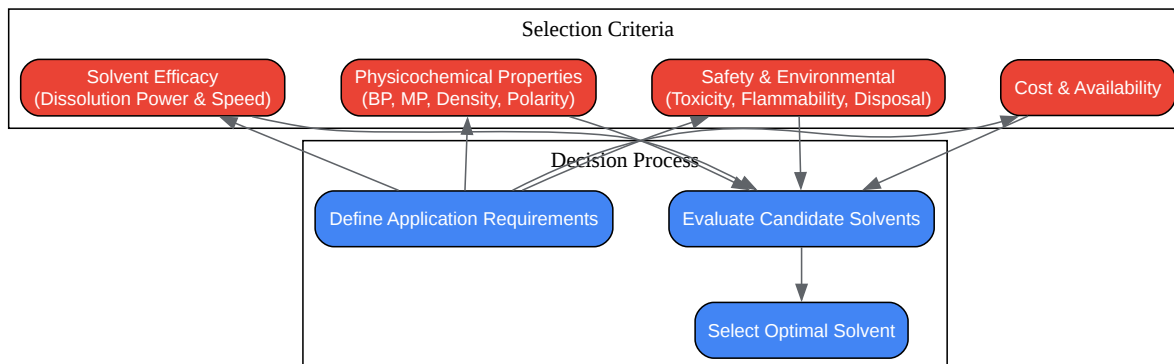 Selection Criteria
Solvent Efficacy
(Dissolution Power & Speed)
Physicochemical Properties
(BP, MP, Density, Polarity)
Safety & Environmental
(Toxicity, Flammability, Disposal)
Cost & Availability
Decision Process
Define Application Requirements
Evaluate Candidate Solvents
Select Optimal Solvent